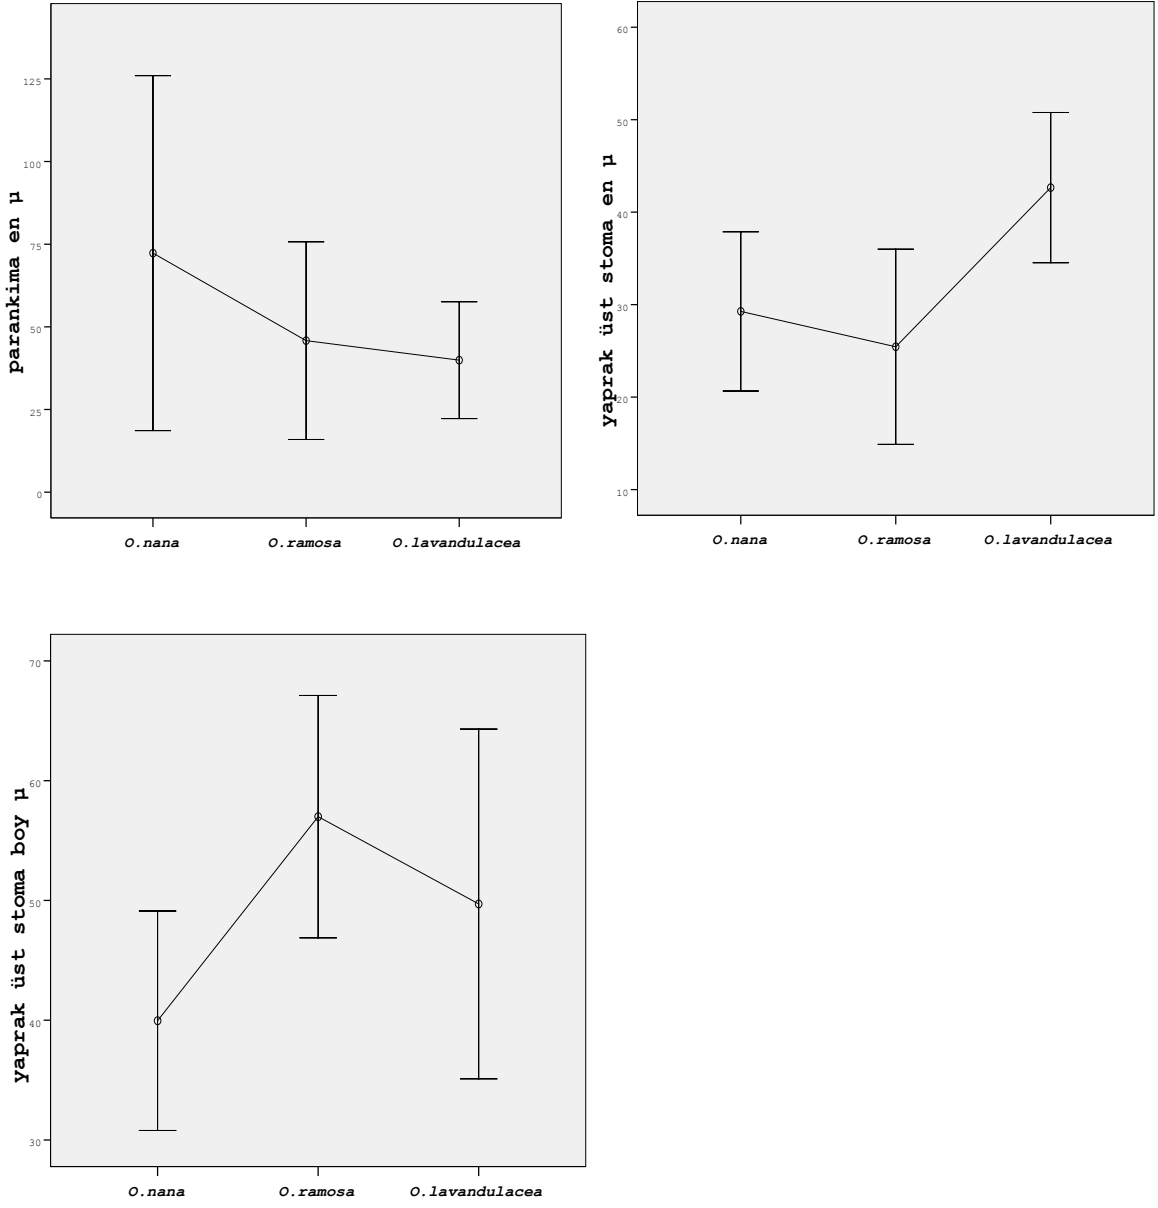 parankima en µ
125
100
75
50
25
0
O.nana O.ramosa O.lavandulacea
yaprak üst stoma en µ
60
50
40
30
20
10
O.nana O.ramosa O.lavandulacea
yaprak üst stoma boy µ
70
60
50
40
30
O.nana O.ramosa O.lavandulacea